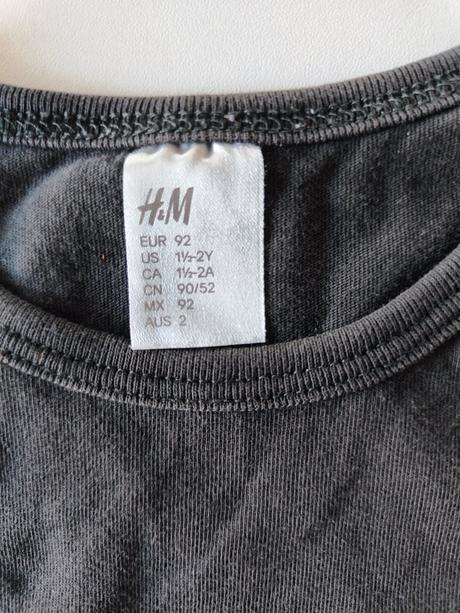 H&M
EUR 92
US 1½-2Y
CA 1½-2A
CN 90/52
MX 92
AUS 2